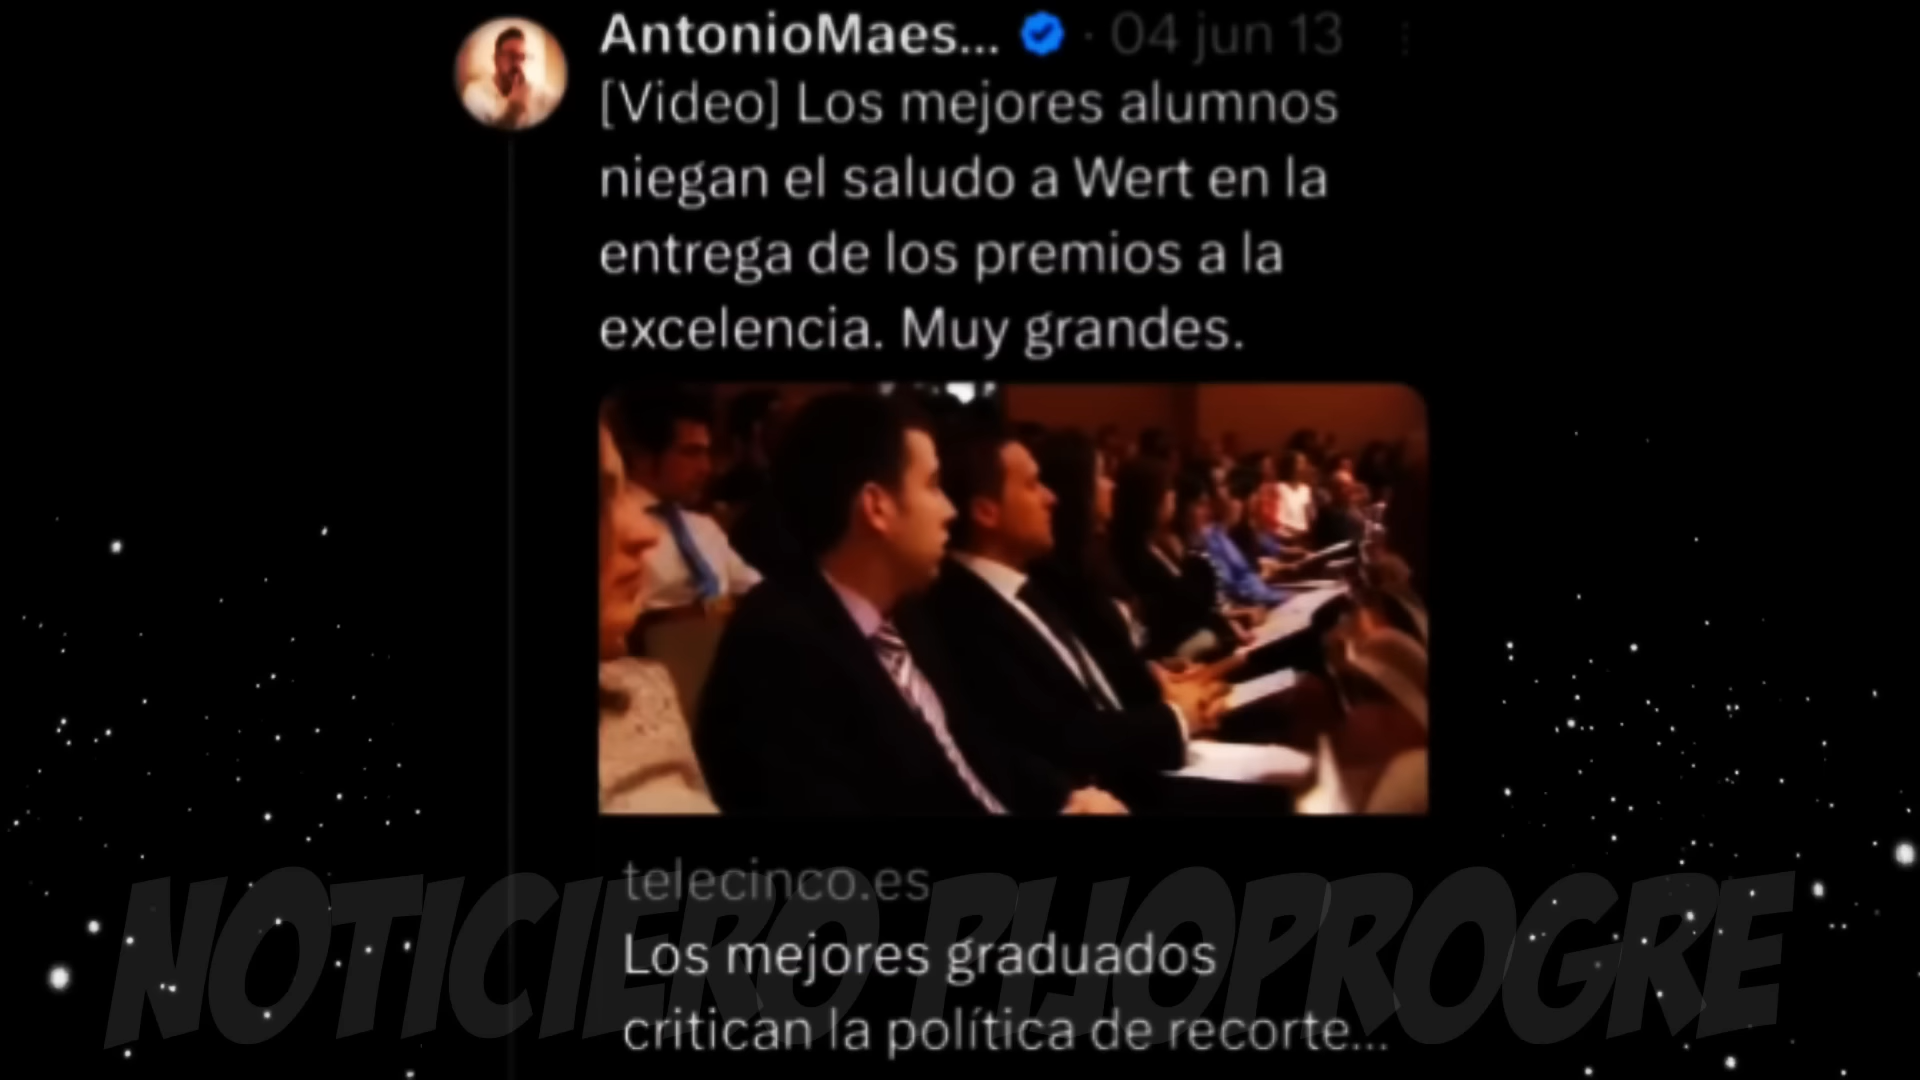 AntonioMaes... · 04 jun 13
[Video] Los mejores alumnos
niegan el saludo a Wert en la
entrega de los premios a la
excelencia. Muy grandes.
telecinco.es
Los mejores graduados
critican la política de recorte...
NOTICIERO PIJOPROGRE